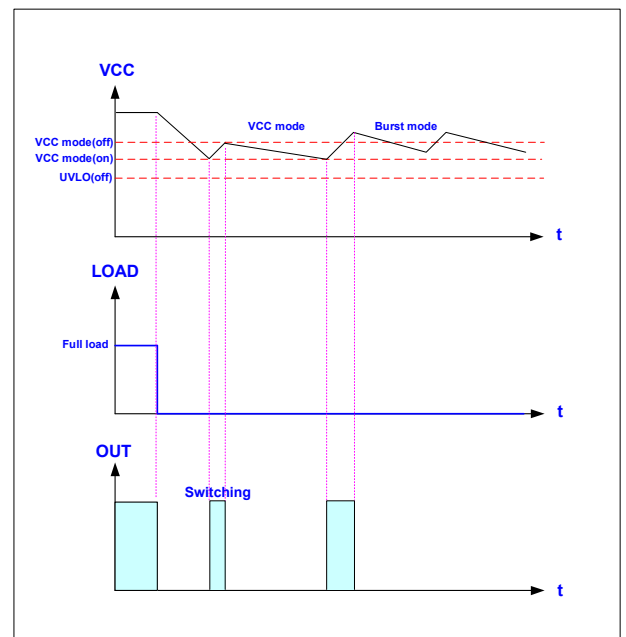 VCC
VCC mode(off)
VCC mode
Burst mode
VCC mode(on)
UVLO(off)
t
LOAD
Full load
t
OUT
Switching
t